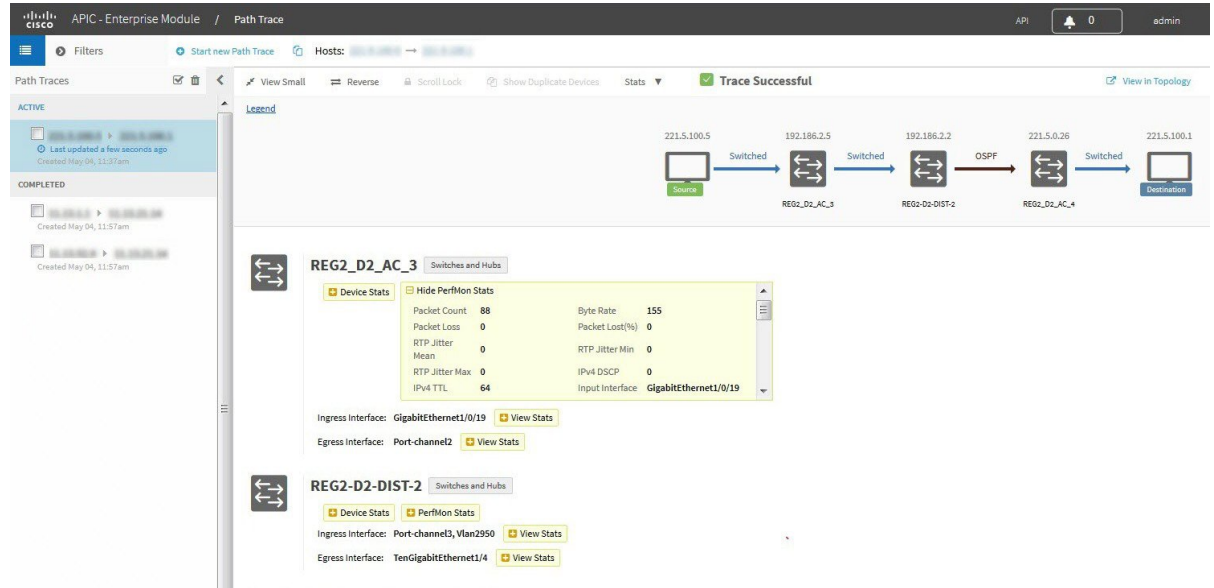 CISCO APIC - Enterprise Module / Path Trace API 0 admin
Filters Start new Path Trace Hosts:
Path Traces View Small Reverse Scroll Lock Show Duplicate Devices Stats Trace Successful View in Topology
ACTIVE
Last updated a few seconds ago
Created May 04, 11:37am
COMPLETED
Created May 04, 11:57am
Created May 04, 11:57am
Legend
221.5.100.5 192.186.2.5 192.186.2.2 221.5.0.26 221.5.100.1
Switched Switched OSPF Switched
Source Destination
REG2_D2_AC_3 REG2-D2-DIST-2 REG2_D2_AC_4
REG2_D2_AC_3 Switches and Hubs
Device Stats Hide PerfMon Stats
Packet Count 88 Byte Rate 155
Packet Loss 0 Packet Lost(%) 0
RTP Jitter Mean 0 RTP Jitter Min 0
RTP Jitter Max 0 IPv4 DSCP 0
IPv4 TTL 64 Input Interface GigabitEthernet1/0/19
Ingress Interface: GigabitEthernet1/0/19 View Stats
Egress Interface: Port-channel2 View Stats
REG2-D2-DIST-2 Switches and Hubs
Device Stats PerfMon Stats
Ingress Interface: Port-channel3, Vlan2950 View Stats
Egress Interface: TenGigabitEthernet1/4 View Stats